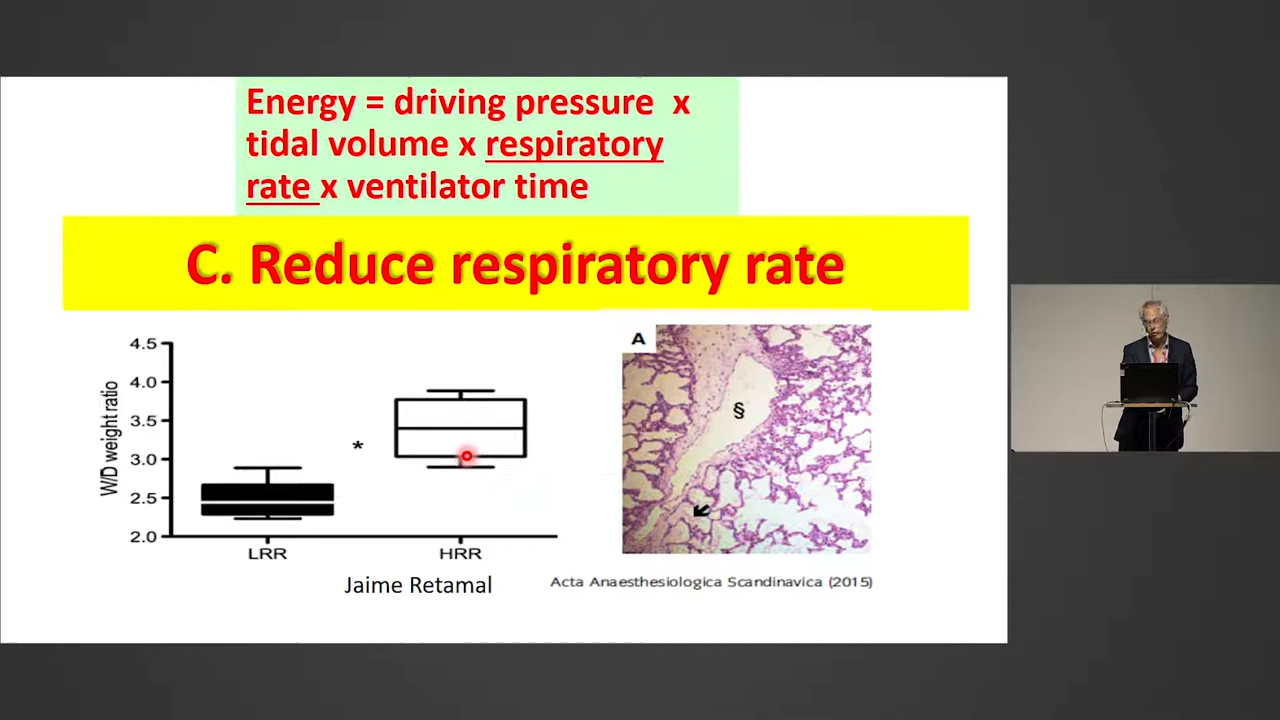 Energy = driving pressure x
tidal volume x respiratory
rate x ventilator time
C. Reduce respiratory rate
W/D weight ratio
4.5
4.0
3.5
3.0
2.5
2.0
*
LRR
HRR
Jaime Retamal
A
§
Acta Anaesthesiologica Scandinavica (2015)